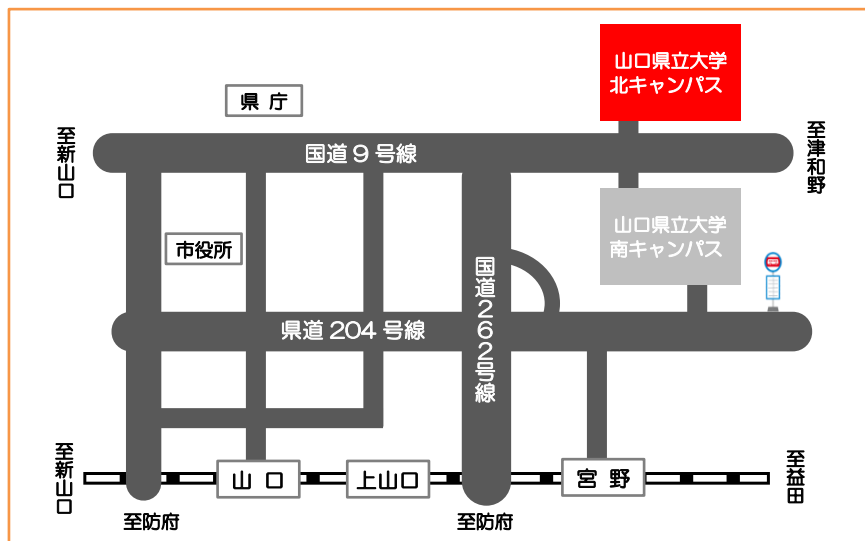 山口県立大学
北キャンパス
県庁
至新山口
国道9号線
至津和野
山口県立大学
南キャンパス
市役所
国道262号線
県道204号線
至新山口
山口
上山口
宮野
至益田
至防府
至防府